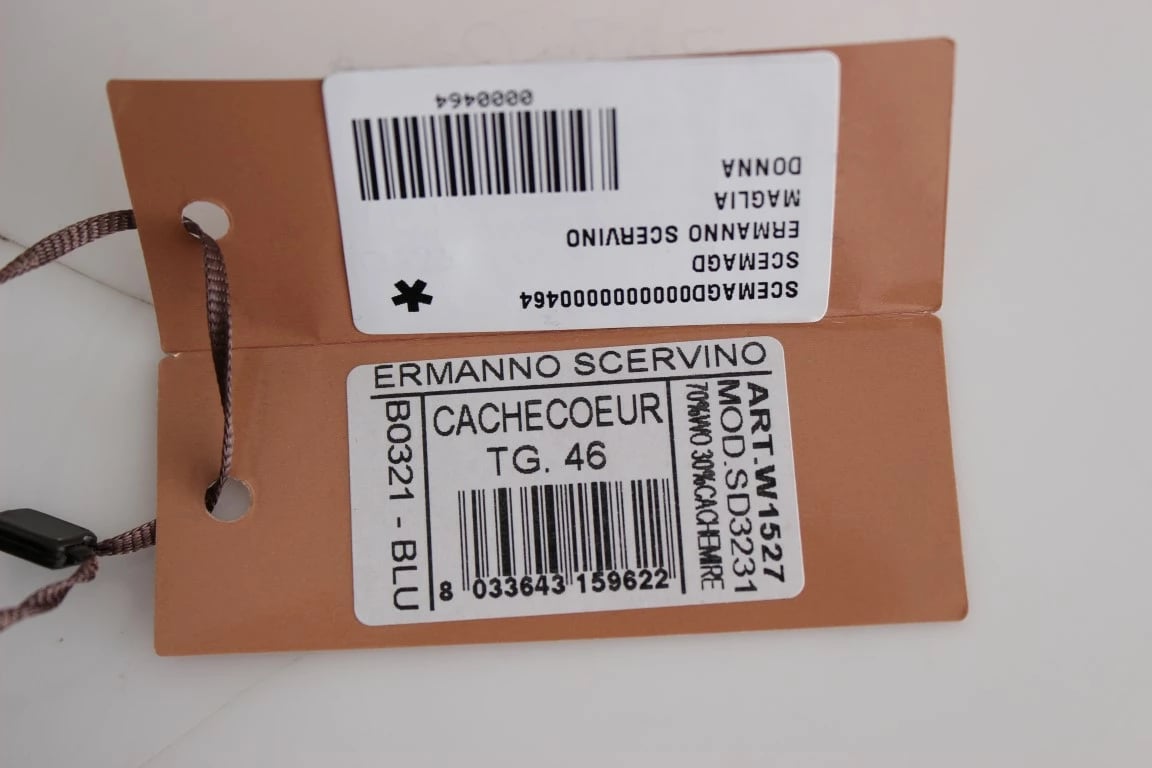 0000464
DONNA
MAGLIA
ERMANNO SCERVINO
SCEMAGD
SCEMAGD0000000000464
*
ERMANNO SCERVINO
B0321 - BLU
CACHECOEUR
TG. 46
8 033643 159622
ART.W1527
MOD.SD3231
70%WO 30%CACHEMIRE